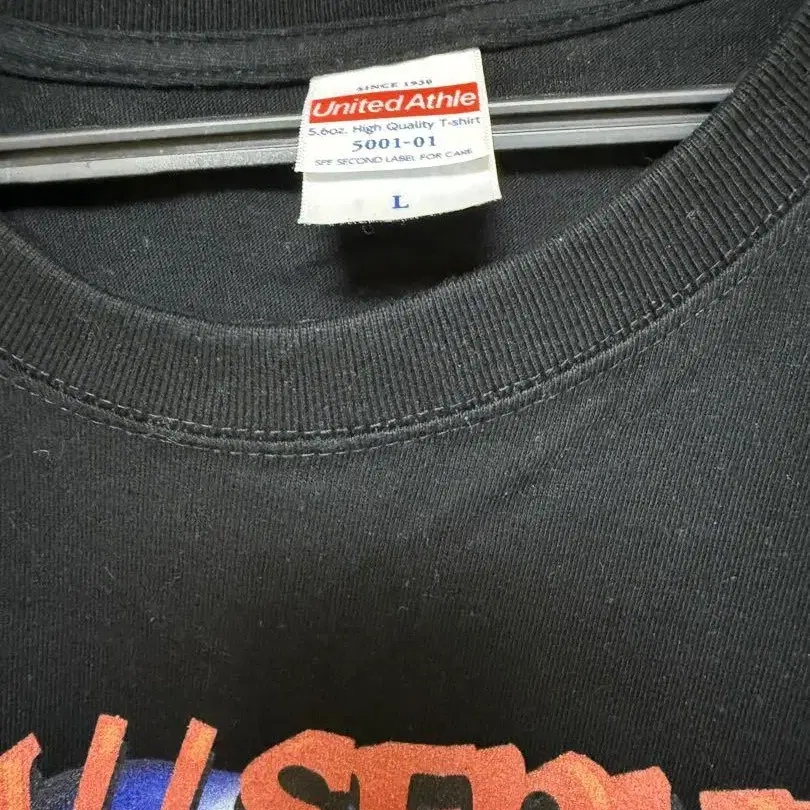 SINCE 1930
United Athle
5.6oz. High Quality T-shirt
5001-01
SEE SECOND LABEL FOR CARE
L